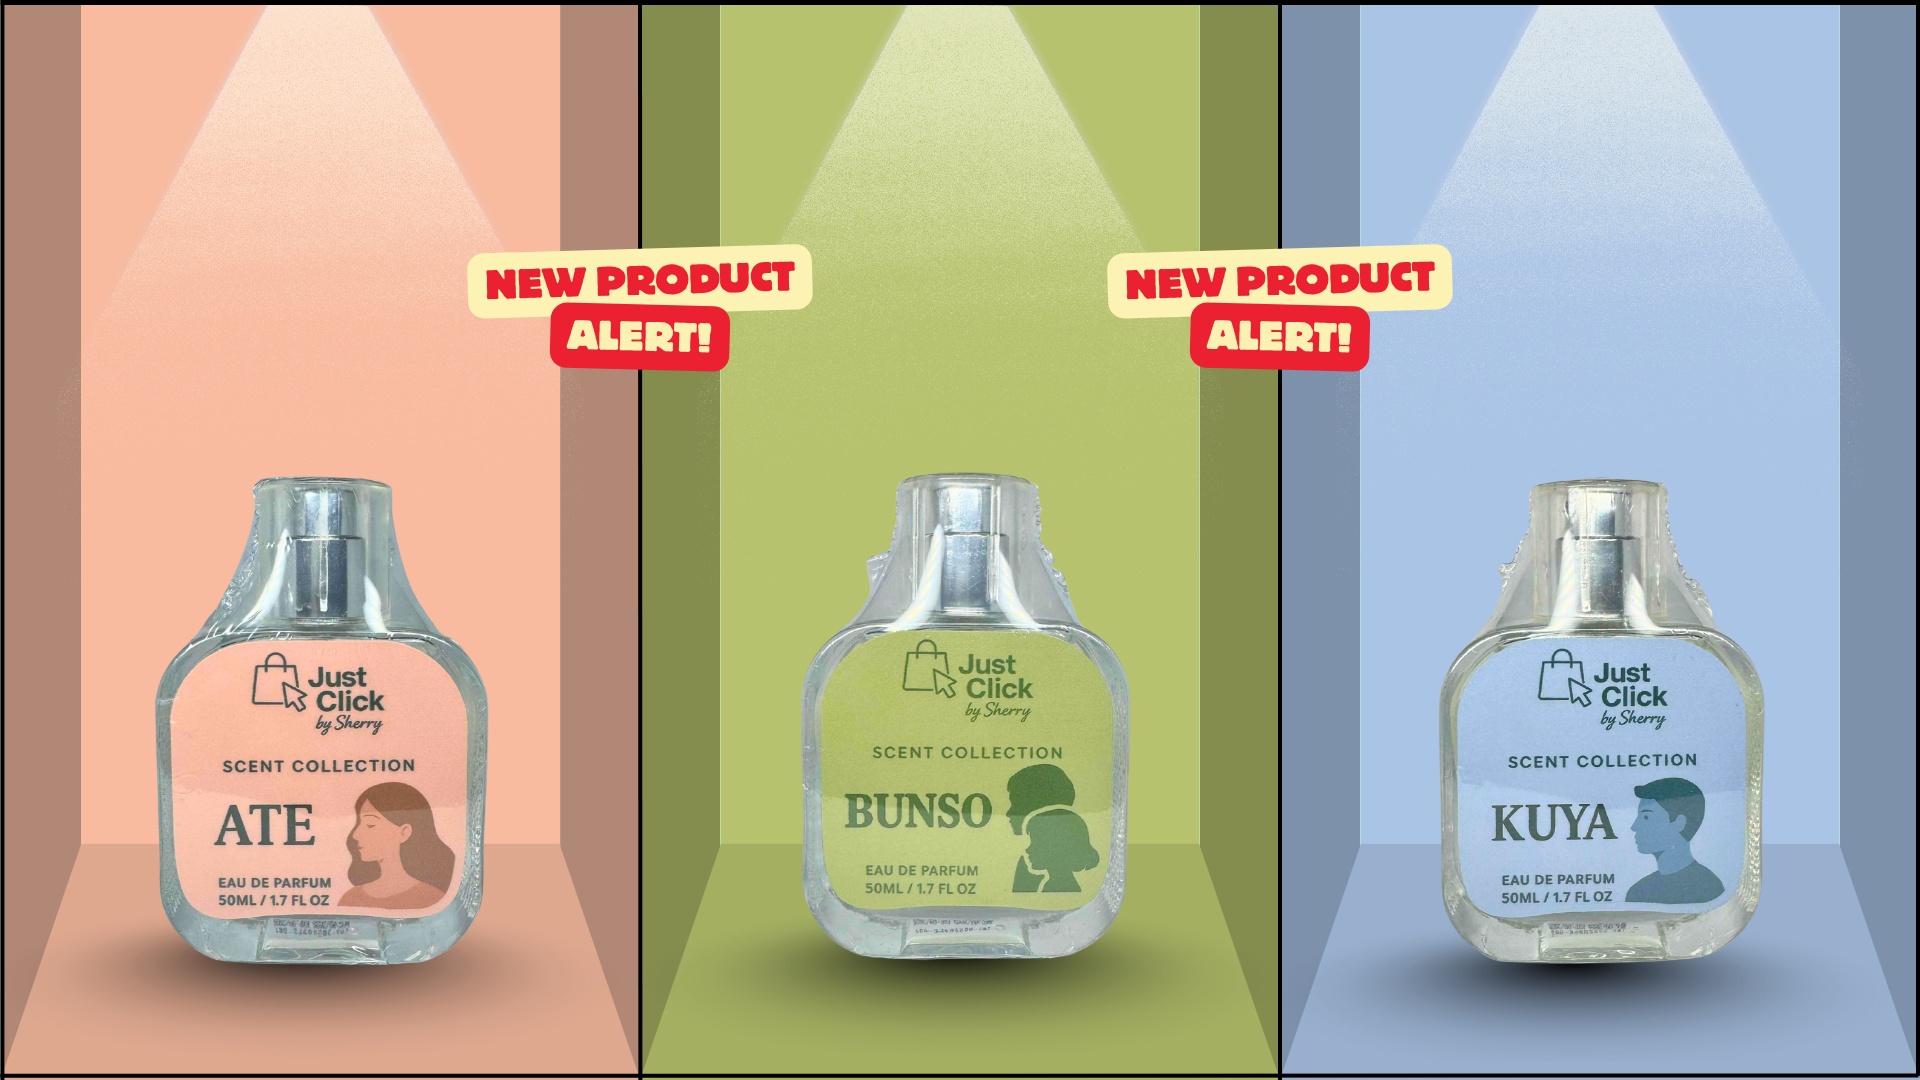 NEW PRODUCT
ALERT!
NEW PRODUCT
ALERT!
Just
Click
by Sherry
SCENT COLLECTION
ATE
EAU DE PARFUM
50ML / 1.7 FL OZ
Just
Click
by Sherry
SCENT COLLECTION
BUNSO
EAU DE PARFUM
50ML / 1.7 FL OZ
Just
Click
by Sherry
SCENT COLLECTION
KUYA
EAU DE PARFUM
50ML / 1.7 FL OZ